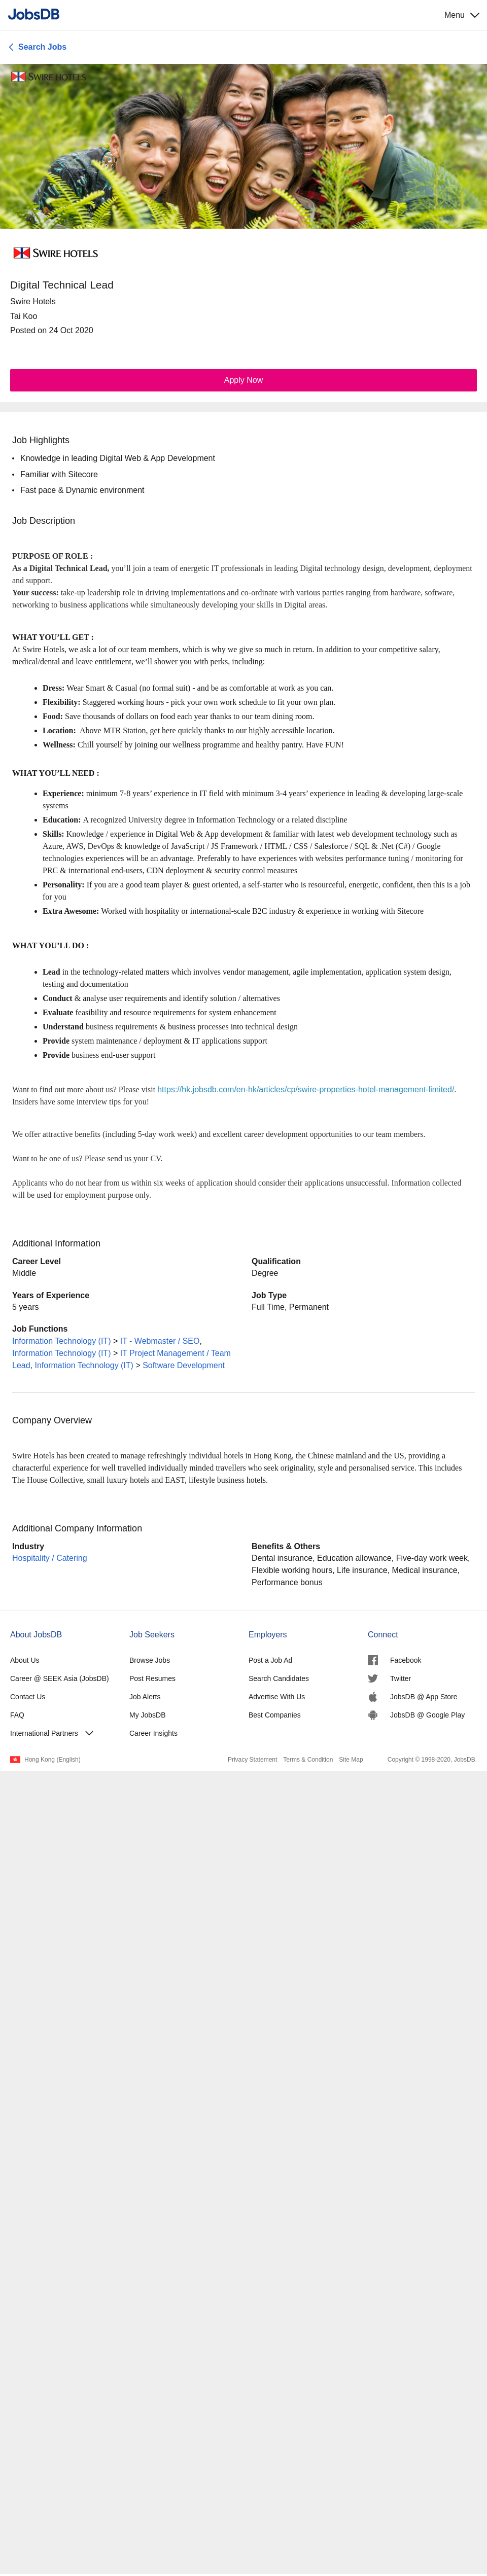 JobsDB
Menu
Search Jobs
SWIRE HOTELS
SWIRE HOTELS
Digital Technical Lead
Swire Hotels
Tai Koo
Posted on 24 Oct 2020
Apply Now
Job Highlights
• Knowledge in leading Digital Web & App Development
• Familiar with Sitecore
• Fast pace & Dynamic environment
Job Description
PURPOSE OF ROLE :
As a Digital Technical Lead, you’ll join a team of energetic IT professionals in leading Digital technology design, development, deployment
and support.
Your success: take-up leadership role in driving implementations and co-ordinate with various parties ranging from hardware, software,
networking to business applications while simultaneously developing your skills in Digital areas.
WHAT YOU’LL GET :
At Swire Hotels, we ask a lot of our team members, which is why we give so much in return. In addition to your competitive salary,
medical/dental and leave entitlement, we’ll shower you with perks, including:
• Dress: Wear Smart & Casual (no formal suit) - and be as comfortable at work as you can.
• Flexibility: Staggered working hours - pick your own work schedule to fit your own plan.
• Food: Save thousands of dollars on food each year thanks to our team dining room.
• Location: Above MTR Station, get here quickly thanks to our highly accessible location.
• Wellness: Chill yourself by joining our wellness programme and healthy pantry. Have FUN!
WHAT YOU’LL NEED :
• Experience: minimum 7-8 years’ experience in IT field with minimum 3-4 years’ experience in leading & developing large-scale
systems
• Education: A recognized University degree in Information Technology or a related discipline
• Skills: Knowledge / experience in Digital Web & App development & familiar with latest web development technology such as
Azure, AWS, DevOps & knowledge of JavaScript / JS Framework / HTML / CSS / Salesforce / SQL & .Net (C#) / Google
technologies experiences will be an advantage. Preferably to have experiences with websites performance tuning / monitoring for
PRC & international end-users, CDN deployment & security control measures
• Personality: If you are a good team player & guest oriented, a self-starter who is resourceful, energetic, confident, then this is a job
for you
• Extra Awesome: Worked with hospitality or international-scale B2C industry & experience in working with Sitecore
WHAT YOU’LL DO :
• Lead in the technology-related matters which involves vendor management, agile implementation, application system design,
testing and documentation
• Conduct & analyse user requirements and identify solution / alternatives
• Evaluate feasibility and resource requirements for system enhancement
• Understand business requirements & business processes into technical design
• Provide system maintenance / deployment & IT applications support
• Provide business end-user support
Want to find out more about us? Please visit https://hk.jobsdb.com/en-hk/articles/cp/swire-properties-hotel-management-limited/.
Insiders have some interview tips for you!
We offer attractive benefits (including 5-day work week) and excellent career development opportunities to our team members.
Want to be one of us? Please send us your CV.
Applicants who do not hear from us within six weeks of application should consider their applications unsuccessful. Information collected
will be used for employment purpose only.
Additional Information
Career Level
Middle
Qualification
Degree
Years of Experience
5 years
Job Type
Full Time, Permanent
Job Functions
Information Technology (IT) > IT - Webmaster / SEO,
Information Technology (IT) > IT Project Management / Team
Lead, Information Technology (IT) > Software Development
Company Overview
Swire Hotels has been created to manage refreshingly individual hotels in Hong Kong, the Chinese mainland and the US, providing a
characterful experience for well travelled individually minded travellers who seek originality, style and personalised service. This includes
The House Collective, small luxury hotels and EAST, lifestyle business hotels.
Additional Company Information
Industry
Hospitality / Catering
Benefits & Others
Dental insurance, Education allowance, Five-day work week,
Flexible working hours, Life insurance, Medical insurance,
Performance bonus
About JobsDB
About Us
Career @ SEEK Asia (JobsDB)
Contact Us
FAQ
International Partners
Job Seekers
Browse Jobs
Post Resumes
Job Alerts
My JobsDB
Career Insights
Employers
Post a Job Ad
Search Candidates
Advertise With Us
Best Companies
Connect
Facebook
Twitter
JobsDB @ App Store
JobsDB @ Google Play
Hong Kong (English)
Privacy Statement Terms & Condition Site Map
Copyright © 1998-2020, JobsDB.